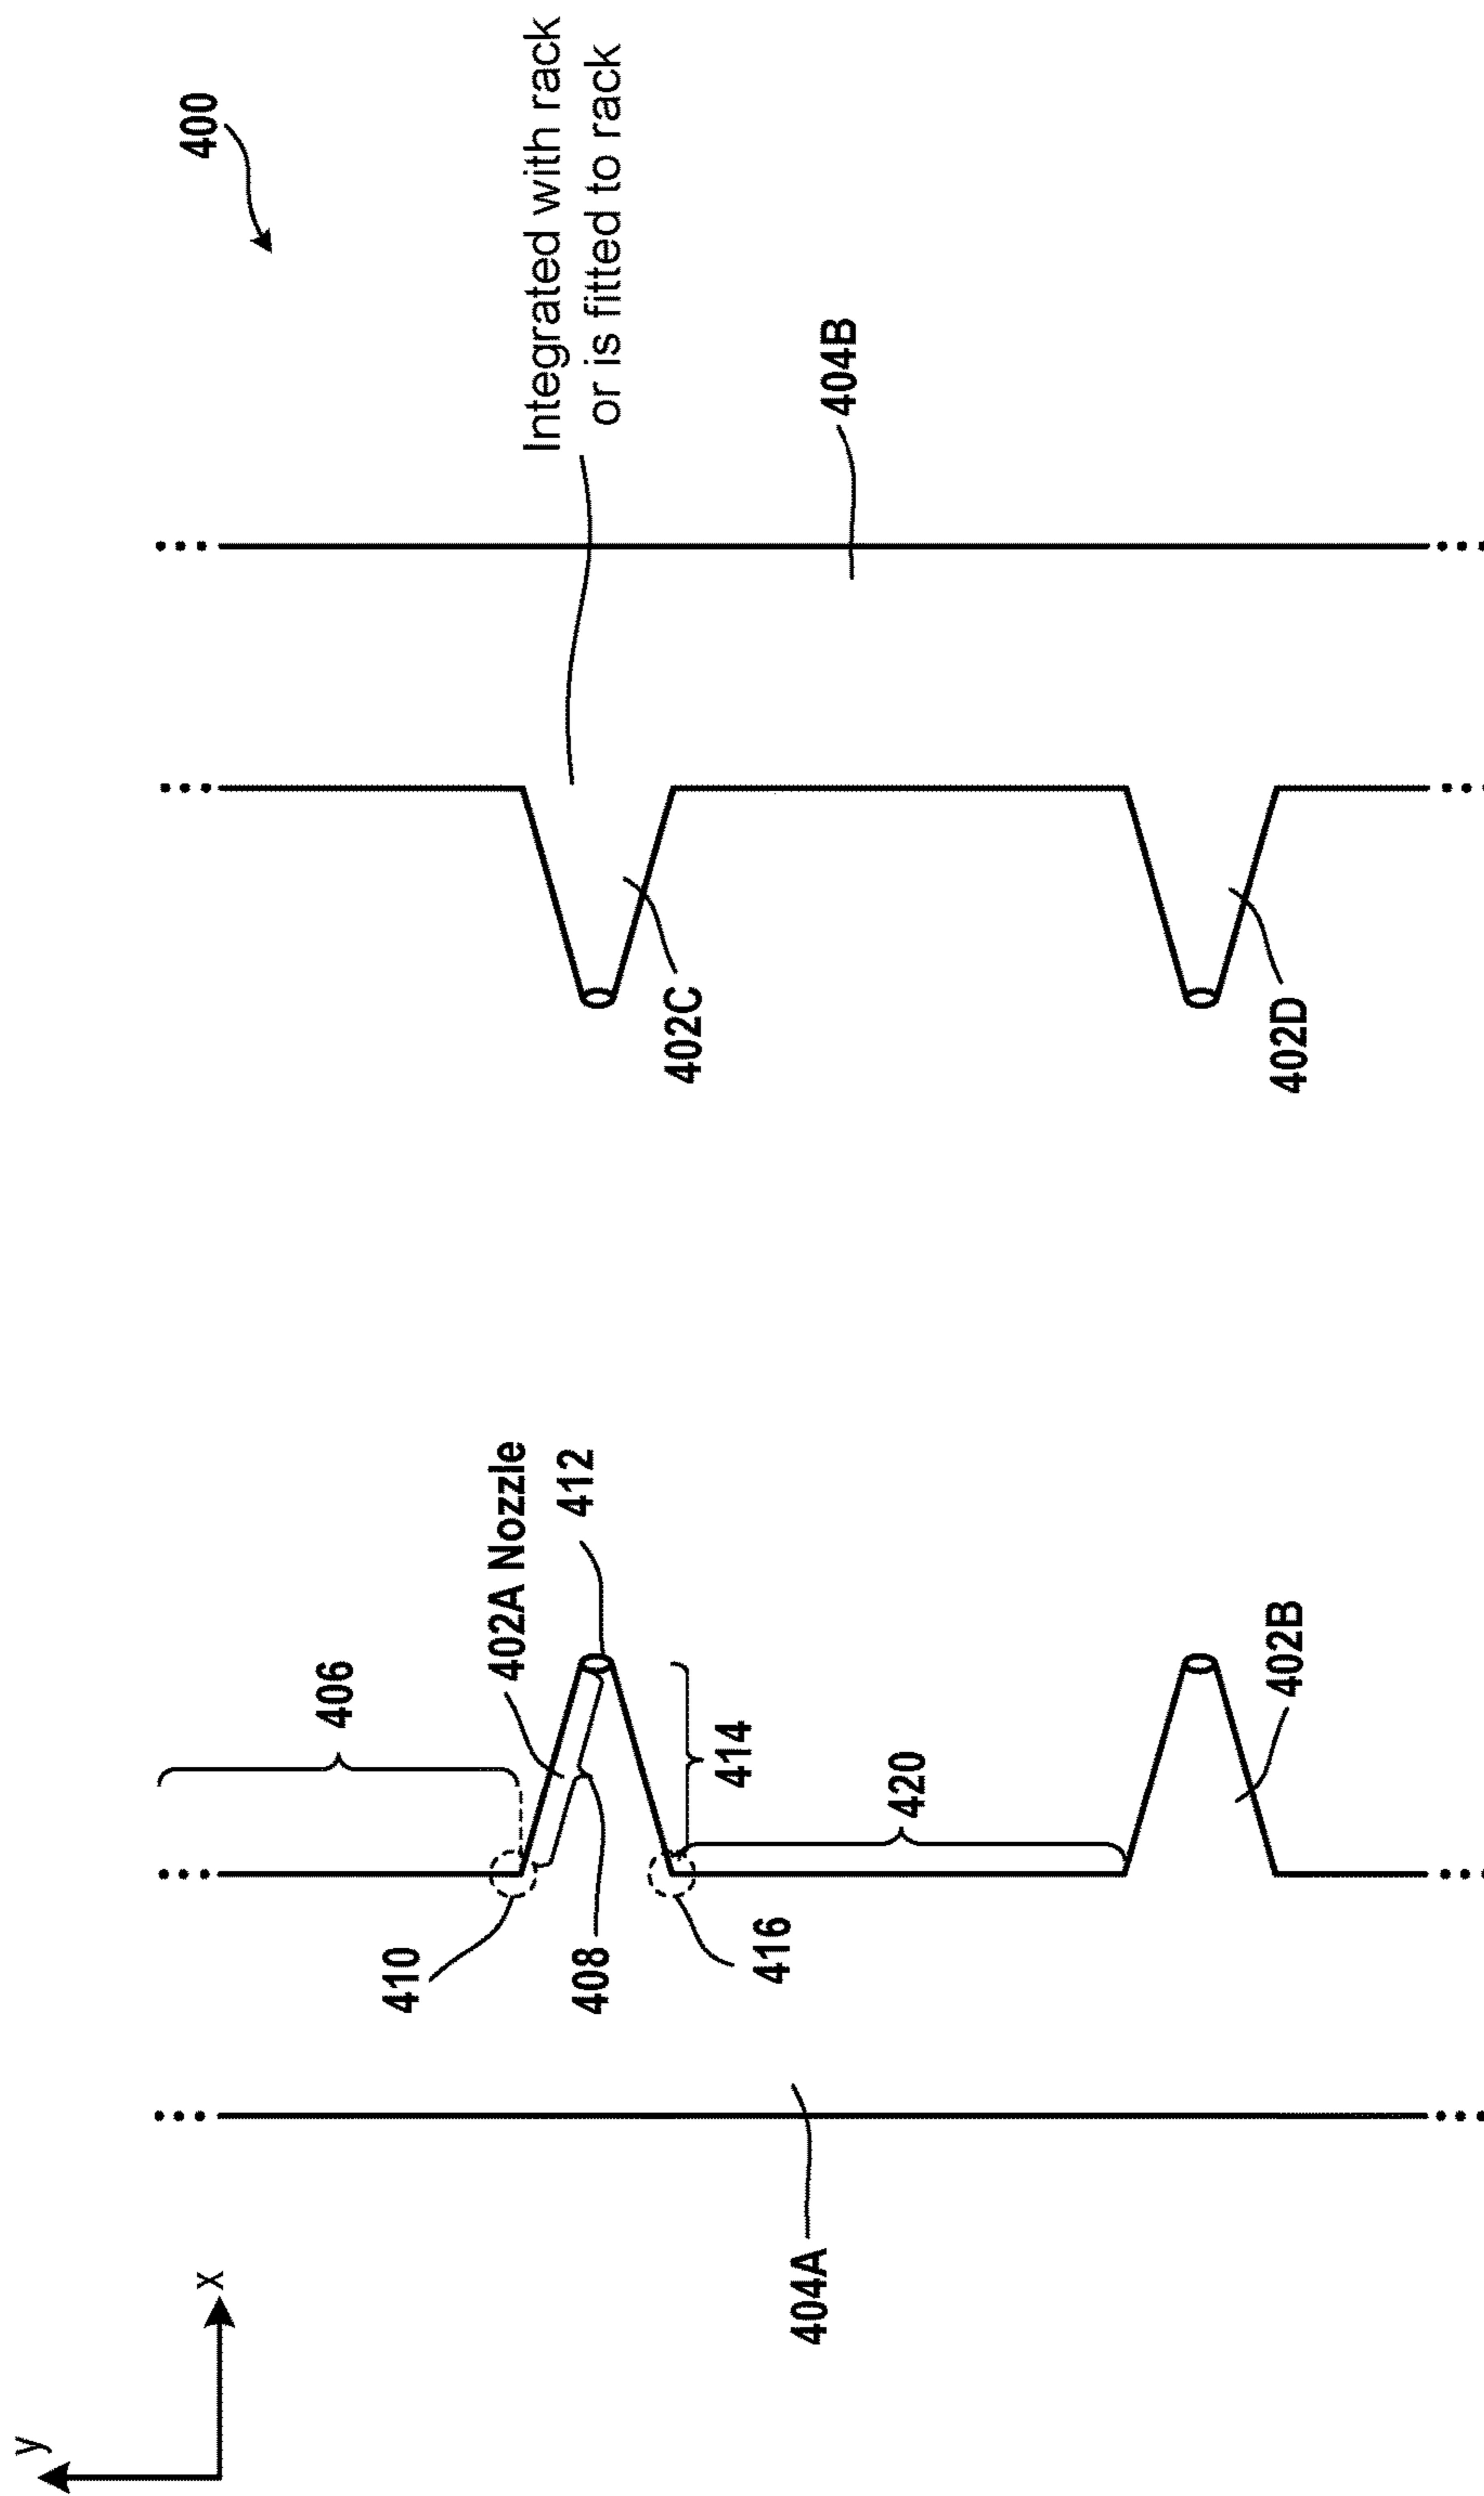 400
Integrated with rack
or is fitted to rack
404B
402C
402D
406
402A Nozzle
412
414
420
402B
410
408
416
404A
x
y